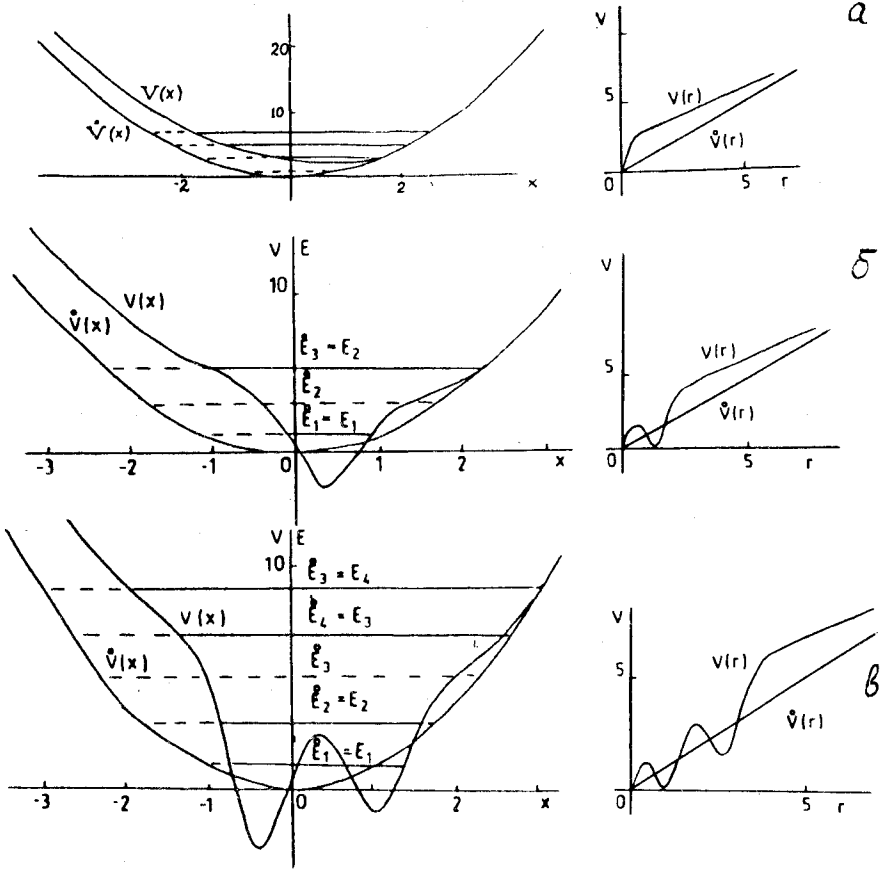 а
20
10
V(x)
V̊(x)
-2
2
x
V
5
V(r)
V̊(r)
0
5
r
б
V E
10
V(x)
V̊(x)
E̊₃ = E₂
E̊₂
E̊₁ = E₁
-3
-2
-1
0
1
2
x
V
5
V(r)
V̊(r)
0
5
r
в
V E
10
E̊₃ = E₄
V(x)
E̊₄ = E₃
V̊(x)
E̊₃
E̊₂ = E₂
E̊₁ = E₁
-3
-2
-1
0
1
2
x
V
5
V(r)
V̊(r)
0
5
r